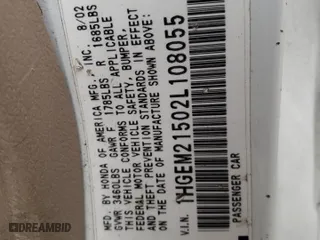 MFD. BY HONDA OF AMERICA MFG., INC. 8/02
GVWR 3460LBS GAWR F 1785LBS R 1685LBS
THIS VEHICLE CONFORMS TO ALL APPLICABLE
FEDERAL MOTOR VEHICLE SAFETY, BUMPER,
AND THEFT PREVENTION STANDARDS IN EFFECT ON
THE DATE OF MANUFACTURE SHOWN ABOVE.
V.I.N. 1HGEM21502L108055
PASSENGER CAR
DREAMBID